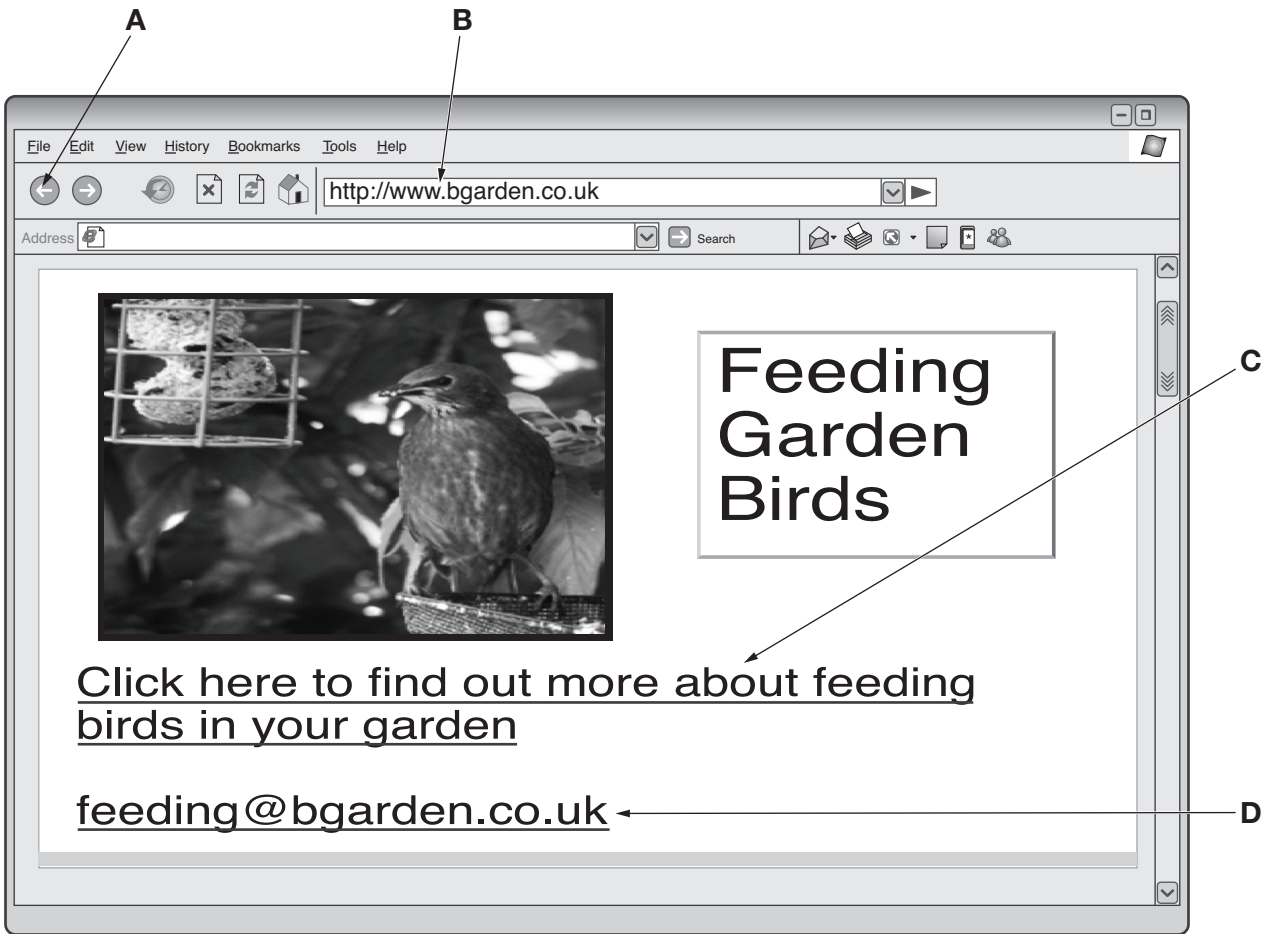 A B
File Edit View History Bookmarks Tools Help
http://www.bgarden.co.uk
Address Search
Feeding
Garden
Birds
C
Click here to find out more about feeding
birds in your garden
feeding@bgarden.co.uk
D